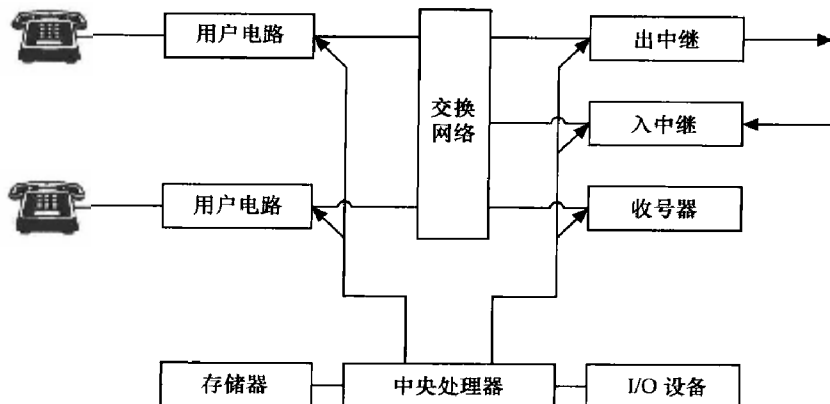 用户电路
出中继
交换
网络
入中继
用户电路
收号器
存储器
中央处理器
I/O 设备